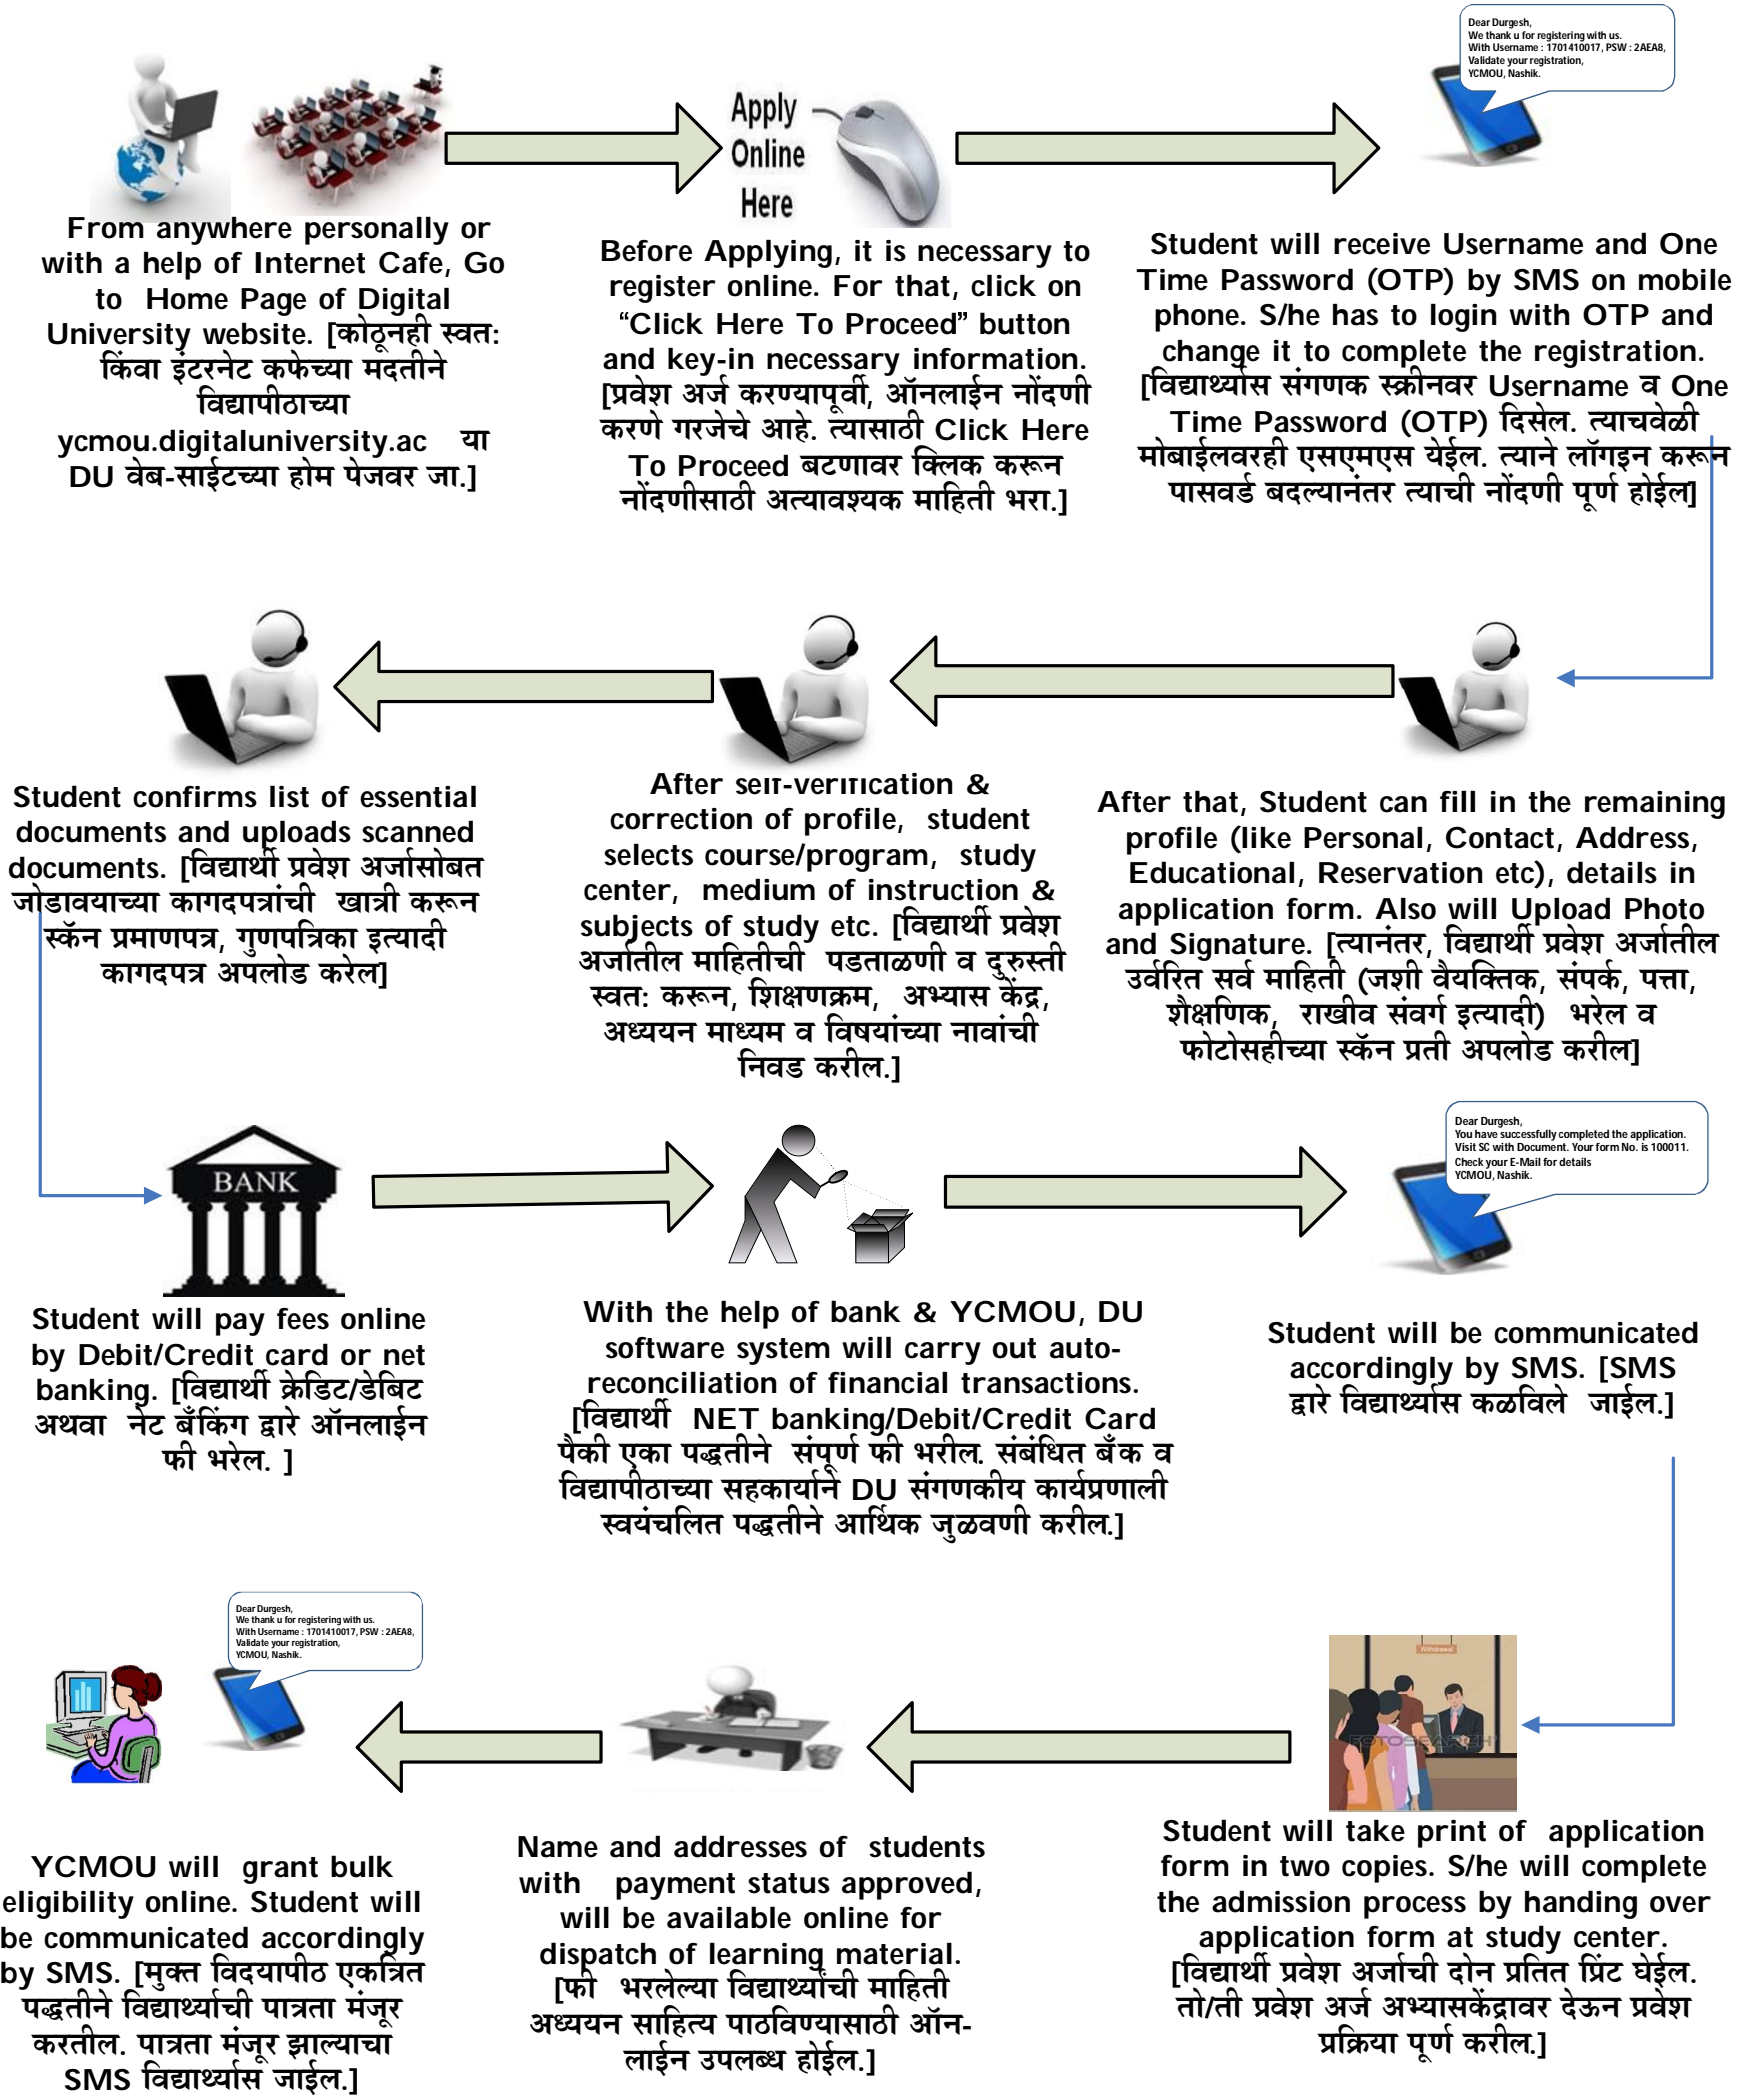 Dear Durgesh,
We thank u for registering with us.
With Username : 1701410017, PSW : 2AEA8,
Validate your registration,
YCMOU, Nashik.
Apply
Online
Here
From anywhere personally or
with a help of Internet Cafe, Go
to Home Page of Digital
University website. [कोठूनही स्वत:
किंवा इंटरनेट कफेच्या मदतीने
विद्यापीठाच्या
ycmou.digitaluniversity.ac या
DU वेब-साईटच्या होम पेजवर जा.]
Before Applying, it is necessary to
register online. For that, click on
“Click Here To Proceed” button
and key-in necessary information.
[प्रवेश अर्ज करण्यापूर्वी, ऑनलाईन नोंदणी
करणे गरजेचे आहे. त्यासाठी Click Here
To Proceed बटणावर क्लिक करून
नोंदणीसाठी अत्यावश्यक माहिती भरा.]
Student will receive Username and One
Time Password (OTP) by SMS on mobile
phone. S/he has to login with OTP and
change it to complete the registration.
[विद्यार्थ्यास संगणक स्क्रीनवर Username व One
Time Password (OTP) दिसेल. त्याचवेळी
मोबाईलवरही एसएमएस येईल. त्याने लॉगइन करून
पासवर्ड बदल्यानंतर त्याची नोंदणी पूर्ण होईल]
Student confirms list of essential
documents and uploads scanned
documents. [विद्यार्थी प्रवेश अर्जासोबत
जोडावयाच्या कागदपत्रांची खात्री करून
स्कॅन प्रमाणपत्र, गुणपत्रिका इत्यादी
कागदपत्र अपलोड करेल]
After self-verification &
correction of profile, student
selects course/program, study
center, medium of instruction &
subjects of study etc. [विद्यार्थी प्रवेश
अर्जातील माहितीची पडताळणी व दुरुस्ती
स्वत: करून, शिक्षणक्रम, अभ्यास केंद्र,
अध्ययन माध्यम व विषयांच्या नावांची
निवड करील.]
After that, Student can fill in the remaining
profile (like Personal, Contact, Address,
Educational, Reservation etc), details in
application form. Also will Upload Photo
and Signature. [त्यानंतर, विद्यार्थी प्रवेश अर्जातील
उर्वरित सर्व माहिती (जशी वैयक्तिक, संपर्क, पत्ता,
शैक्षणिक, राखीव संवर्ग इत्यादी) भरेल व
फोटोसहीच्या स्कॅन प्रती अपलोड करील]
BANK
Dear Durgesh,
You have successfully completed the application.
Visit SC with Document. Your form No. is 100011.
Check your E-Mail for details
YCMOU, Nashik.
Student will pay fees online
by Debit/Credit card or net
banking. [विद्यार्थी क्रेडिट/डेबिट
अथवा नेट बँकिंग द्वारे ऑनलाईन
फी भरेल. ]
With the help of bank & YCMOU, DU
software system will carry out auto-
reconciliation of financial transactions.
[विद्यार्थी NET banking/Debit/Credit Card
पैकी एका पद्धतीने संपूर्ण फी भरील. संबंधित बँक व
विद्यापीठाच्या सहकार्याने DU संगणकीय कार्यप्रणाली
स्वयंचलित पद्धतीने आर्थिक जुळवणी करील.]
Student will be communicated
accordingly by SMS. [SMS
द्वारे विद्यार्थ्यास कळविले जाईल.]
Dear Durgesh,
We thank u for registering with us.
With Username : 1701410017, PSW : 2AEA8,
Validate your registration,
YCMOU, Nashik.
Withdrawal
FOTOSEARCH
YCMOU will grant bulk
eligibility online. Student will
be communicated accordingly
by SMS. [मुक्त विदयापीठ एकत्रित
पद्धतीने विद्यार्थ्याची पात्रता मंजूर
करतील. पात्रता मंजूर झाल्याचा
SMS विद्यार्थ्यास जाईल.]
Name and addresses of students
with payment status approved,
will be available online for
dispatch of learning material.
[फी भरलेल्या विद्यार्थ्यांची माहिती
अध्ययन साहित्य पाठविण्यासाठी ऑन-
लाईन उपलब्ध होईल.]
Student will take print of application
form in two copies. S/he will complete
the admission process by handing over
application form at study center.
[विद्यार्थी प्रवेश अर्जाची दोन प्रतित प्रिंट घेईल.
तो/ती प्रवेश अर्ज अभ्यासकेंद्रावर देऊन प्रवेश
प्रक्रिया पूर्ण करील.]